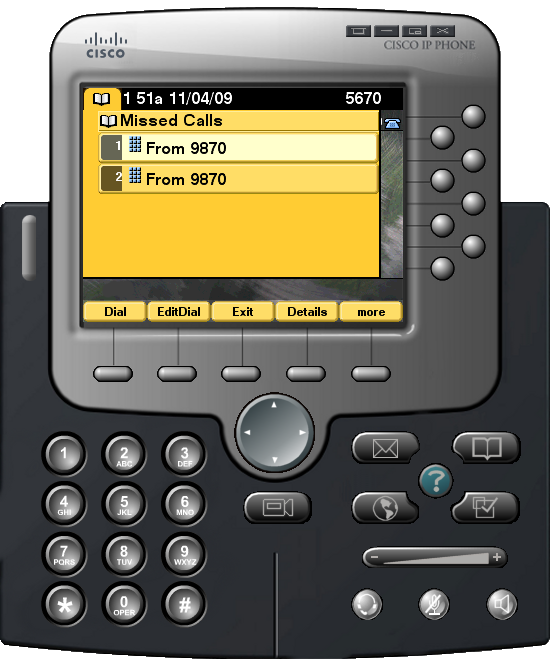 CISCO
CISCO IP PHONE
1 51a 11/04/09 5670
Missed Calls
1 From 9870
2 From 9870
Dial EditDial Exit Details more
1 2 ABC 3 DEF
4 GHI 5 JKL 6 MNO
7 PQRS 8 TUV 9 WXYZ
* 0 OPER #
?
- +